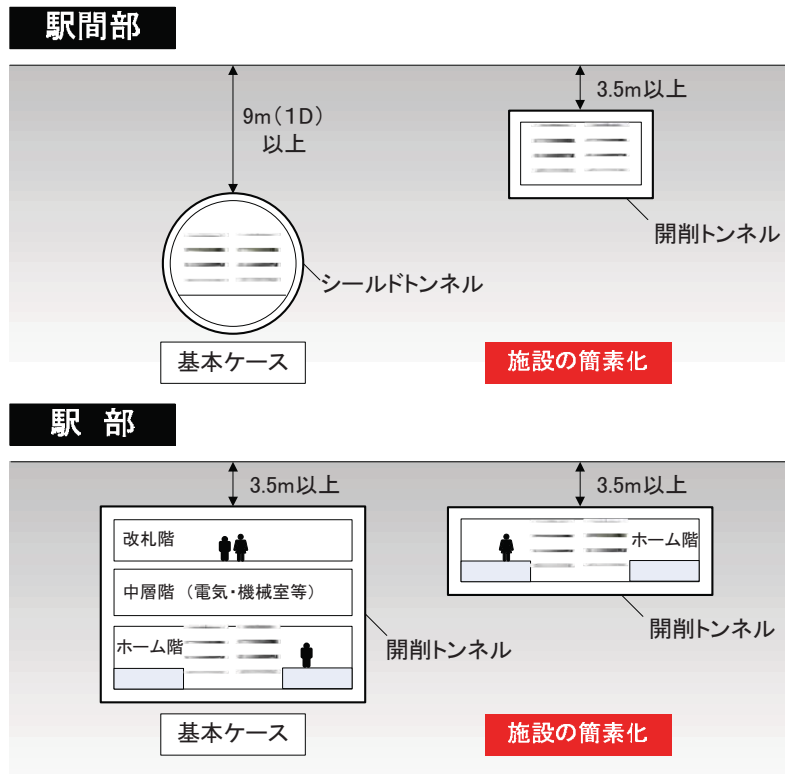 駅間部
9m（1D）
以上
3.5m以上
開削トンネル
シールドトンネル
基本ケース
施設の簡素化
駅 部
3.5m以上
3.5m以上
改札階
中層階（電気・機械室等）
ホーム階
ホーム階
開削トンネル
開削トンネル
基本ケース
施設の簡素化